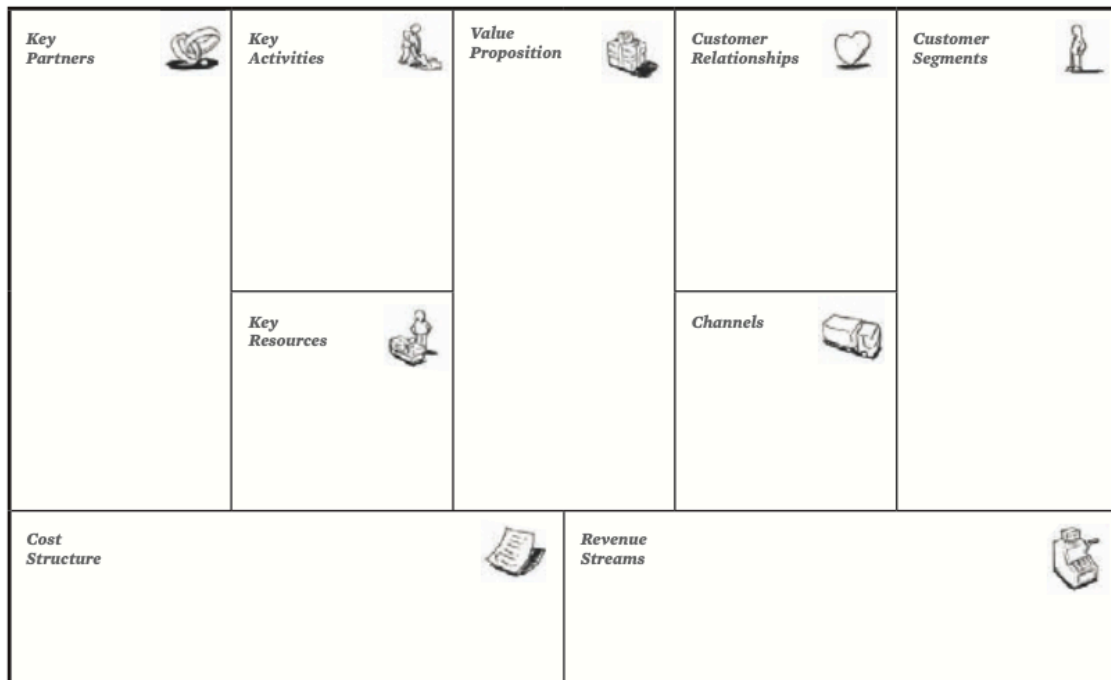 Key
Partners
Key
Activities
Value
Proposition
Customer
Relationships
Customer
Segments
Key
Resources
Channels
Cost
Structure
Revenue
Streams